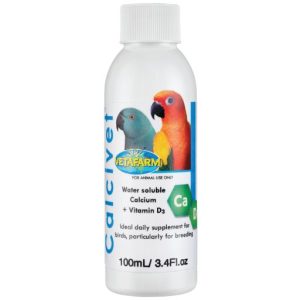 Calcivet
VETAFARM
FOR ANIMAL USE ONLY
Water soluble
Calcium
+ Vitamin D₃
Ca
D
Ideal daily supplement for
birds, particularly for breeding
100mL/ 3.4Fl.oz